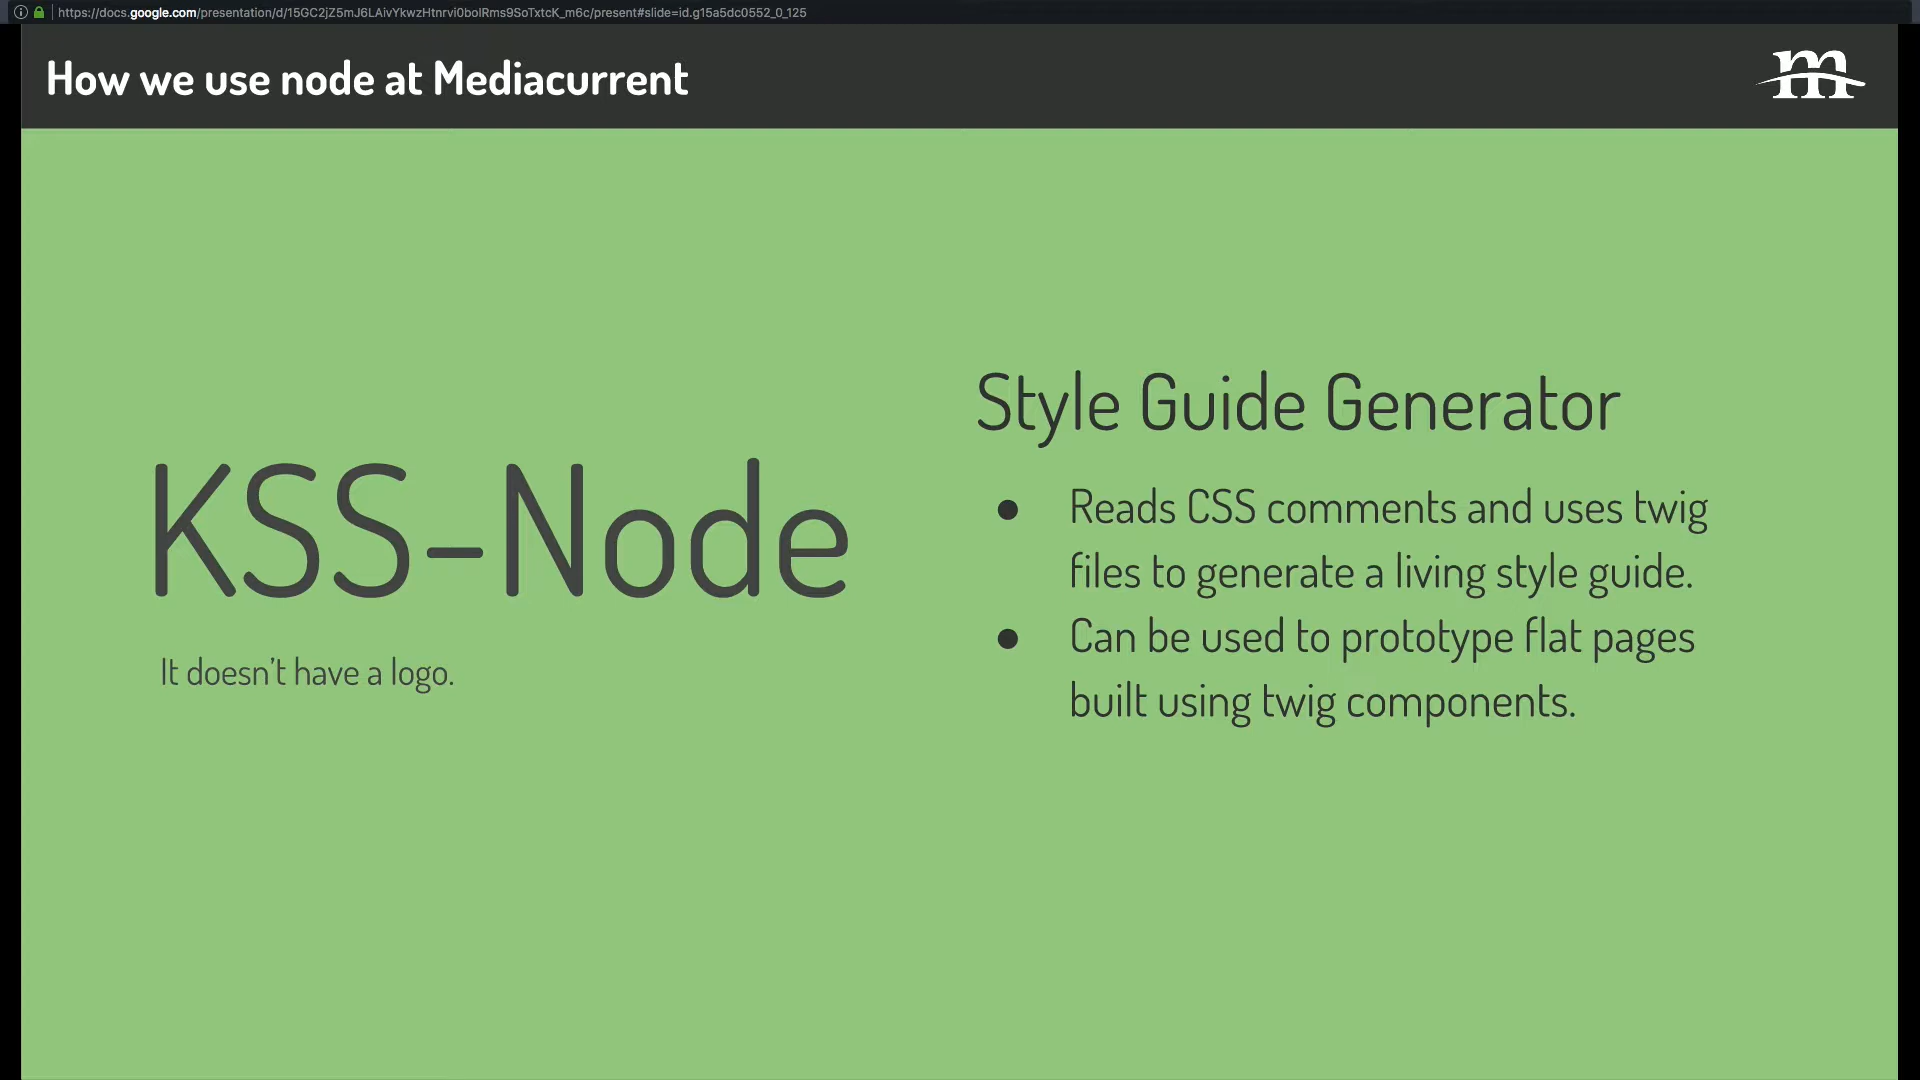 https://docs.google.com/presentation/d/15GC2jZ5mJ6LAivYkwzHtnrvi0bolRms9SoTxtcK_m6c/present#slide=id.g15a5dc0552_0_125
How we use node at Mediacurrent
m
KSS-Node
It doesn’t have a logo.
Style Guide Generator
● Reads CSS comments and uses twig
files to generate a living style guide.
● Can be used to prototype flat pages
built using twig components.